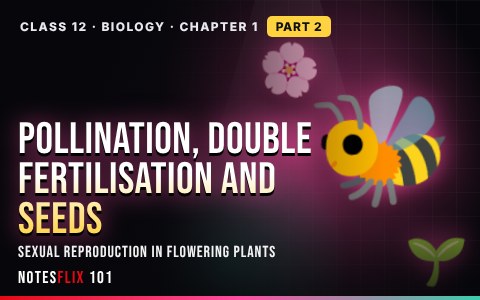 CLASS 12 · BIOLOGY · CHAPTER 1 PART 2
POLLINATION, DOUBLE
FERTILISATION AND
SEEDS
SEXUAL REPRODUCTION IN FLOWERING PLANTS
NOTESFLIX 101